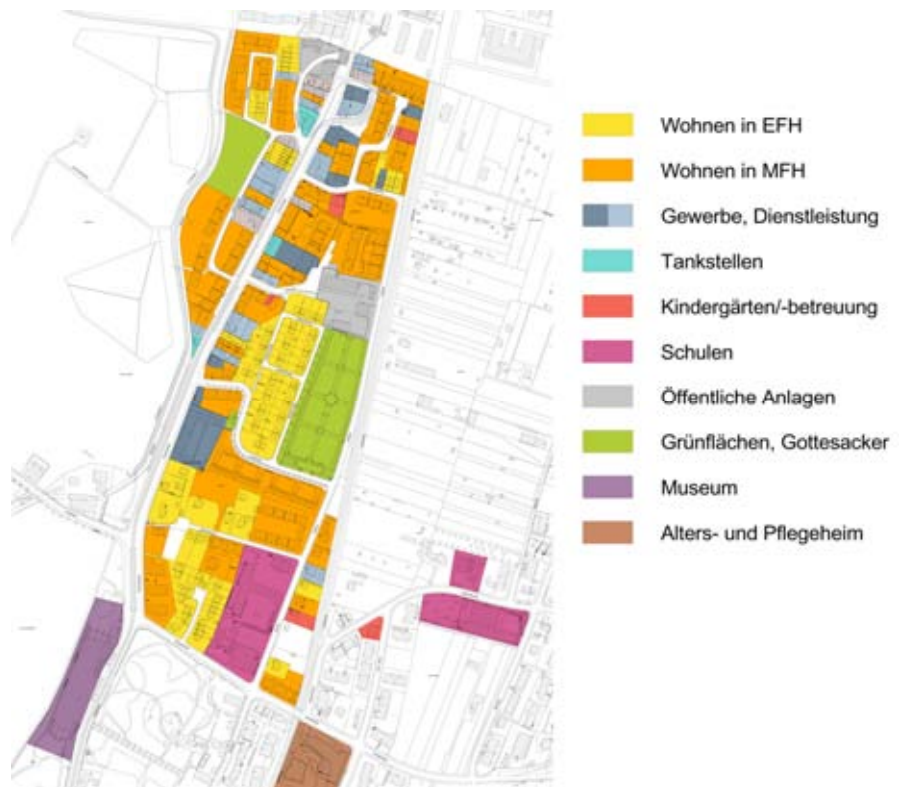 Wohnen in EFH
Wohnen in MFH
Gewerbe, Dienstleistung
Tankstellen
Kindergärten/-betreuung
Schulen
Öffentliche Anlagen
Grünflächen, Gottesacker
Museum
Alters- und Pflegeheim